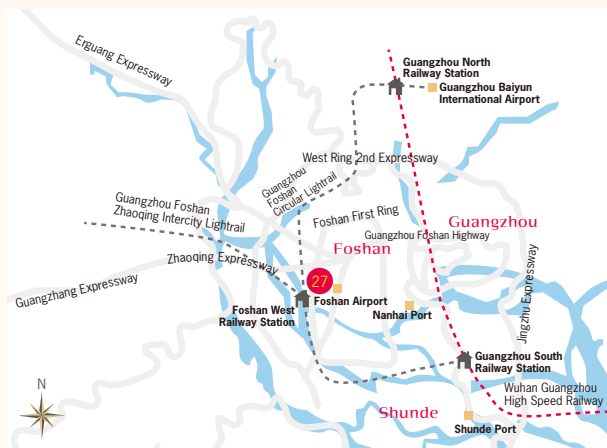 Erguang Expressway
Guangzhou North
Railway Station
Guangzhou Baiyun
International Airport
West Ring 2nd Expressway
Guangzhou
Foshan
Circular Lightrail
Guangzhou Foshan
Zhaoqing Intercity Lightrail
Foshan First Ring
Guangzhou
Guangzhou Foshan Highway
Foshan
Zhaoqing Expressway
Guangzhang Expressway
27
Foshan Airport
Foshan West
Railway Station
Nanhai Port
Jingzhu Expressway
Guangzhou South
Railway Station
Wuhan Guangzhou
High Speed Railway
Shunde
Shunde Port
N